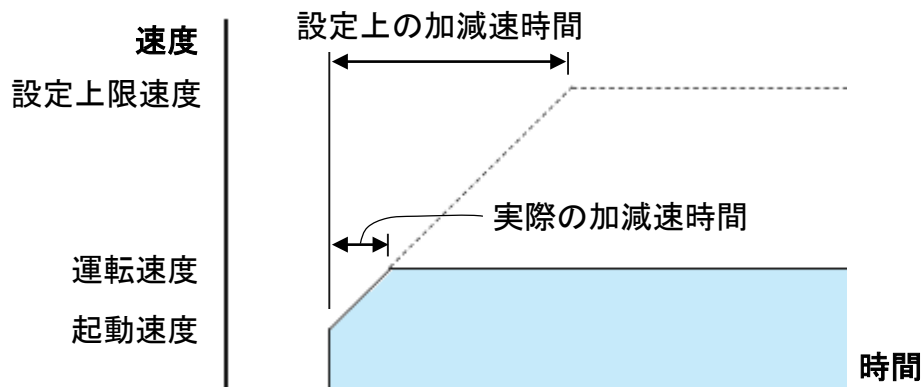 設定上の加減速時間
速度
設定上限速度
実際の加減速時間
運転速度
起動速度
時間